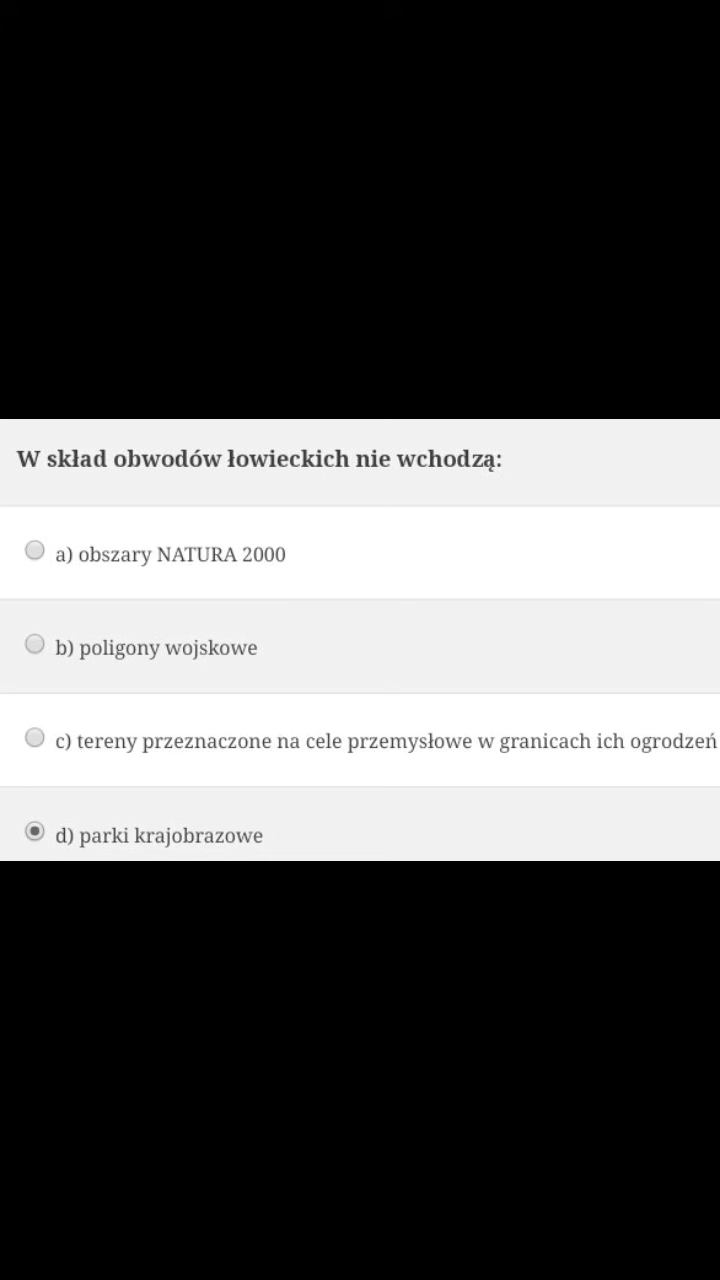 W skład obwodów łowieckich nie wchodzą:
a) obszary NATURA 2000
b) poligony wojskowe
c) tereny przeznaczone na cele przemysłowe w granicach ich ogrodzeń
d) parki krajobrazowe